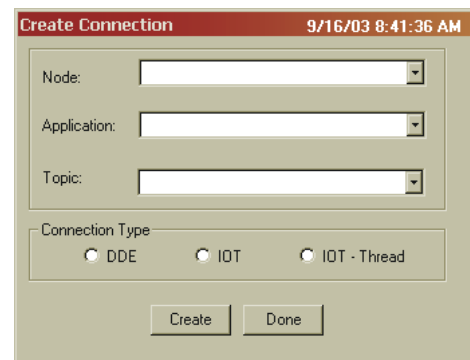 Create Connection 9/16/03 8:41:36 AM
Node:
Application:
Topic:
Connection Type
DDE IOT IOT - Thread
Create Done